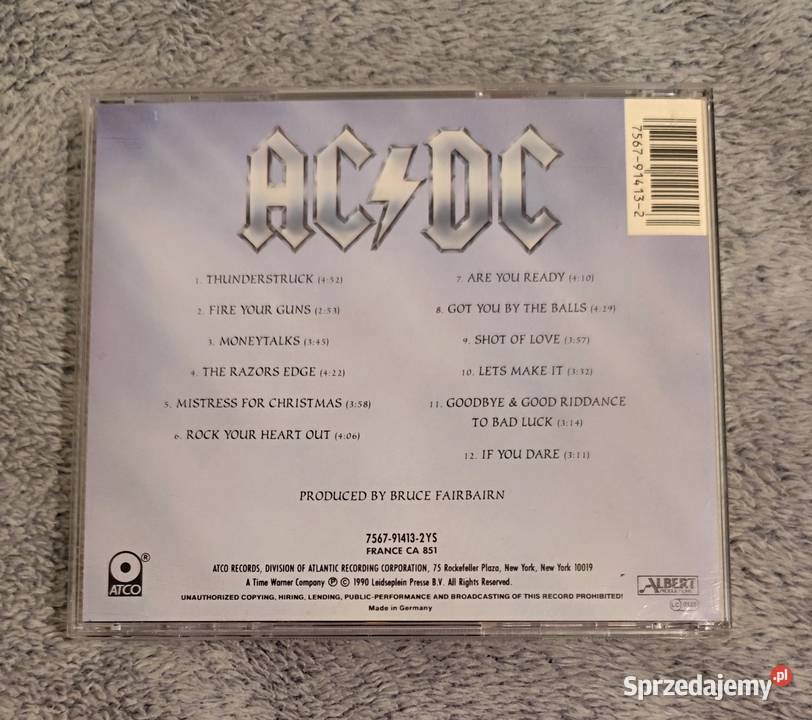 AC DC
7567-91413-2
1. THUNDERSTRUCK (4:52)
2. FIRE YOUR GUNS (2:53)
3. MONEYTALKS (3:45)
4. THE RAZORS EDGE (4:22)
5. MISTRESS FOR CHRISTMAS (3:58)
6. ROCK YOUR HEART OUT (4:06)
7. ARE YOU READY (4:10)
8. GOT YOU BY THE BALLS (4:29)
9. SHOT OF LOVE (3:57)
10. LETS MAKE IT (3:32)
11. GOODBYE & GOOD RIDDANCE
TO BAD LUCK (3:14)
12. IF YOU DARE (3:11)
PRODUCED BY BRUCE FAIRBAIRN
7567-91413-2YS
FRANCE CA 851
ATCO RECORDS, DIVISION OF ATLANTIC RECORDING CORPORATION, 75 Rockefeller Plaza, New York, New York 10019
A Time Warner Company ℗ © 1990 Leidseplein Presse B.V. All Rights Reserved.
UNAUTHORIZED COPYING, HIRING, LENDING, PUBLIC-PERFORMANCE AND BROADCASTING OF THIS RECORD PROHIBITED!
Made in Germany
ATCO ®
ALBERT
PRODUCTIONS
LC
Sprzedajemy.pl